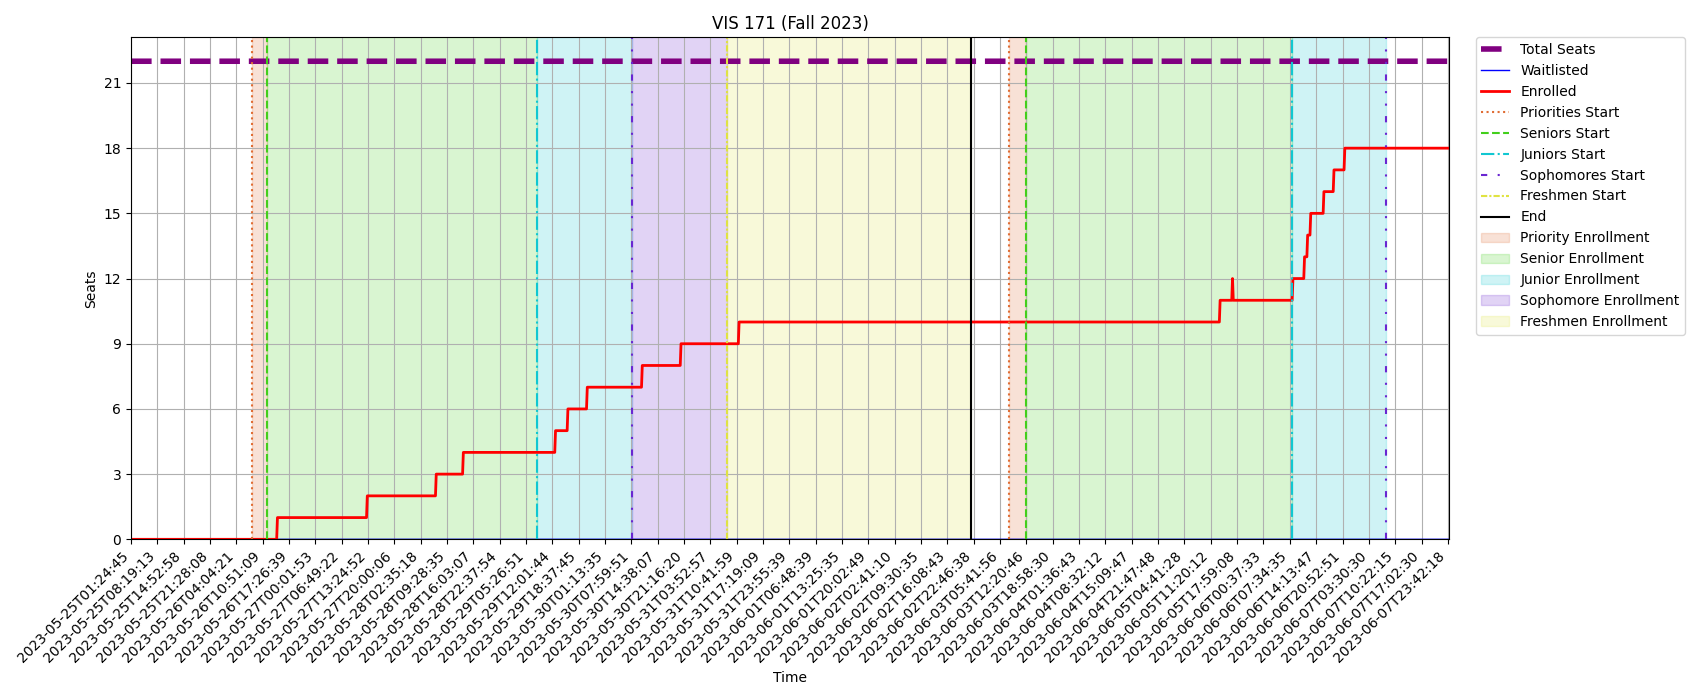 VIS 171 (Fall 2023)
Seats
21
18
15
12
9
6
3
0
2023-05-25T01:24:45
2023-05-25T08:19:13
2023-05-25T14:52:58
2023-05-25T21:28:08
2023-05-26T04:04:21
2023-05-26T10:51:09
2023-05-26T17:26:39
2023-05-27T00:01:53
2023-05-27T06:49:22
2023-05-27T13:24:52
2023-05-27T20:00:06
2023-05-28T02:35:18
2023-05-28T09:28:35
2023-05-28T16:03:07
2023-05-28T22:37:54
2023-05-29T05:26:51
2023-05-29T12:01:44
2023-05-29T18:37:45
2023-05-30T01:13:35
2023-05-30T07:59:51
2023-05-30T14:38:07
2023-05-30T21:16:20
2023-05-31T03:52:57
2023-05-31T10:41:59
2023-05-31T17:19:09
2023-05-31T23:55:39
2023-06-01T06:48:39
2023-06-01T13:25:35
2023-06-01T20:02:49
2023-06-02T02:41:10
2023-06-02T09:30:35
2023-06-02T16:08:43
2023-06-02T22:46:38
2023-06-03T05:41:56
2023-06-03T12:20:46
2023-06-03T18:58:30
2023-06-04T01:36:43
2023-06-04T08:32:12
2023-06-04T15:09:47
2023-06-04T21:47:48
2023-06-05T04:41:28
2023-06-05T11:20:12
2023-06-05T17:59:08
2023-06-06T00:37:33
2023-06-06T07:34:35
2023-06-06T14:13:47
2023-06-06T20:52:51
2023-06-07T03:30:30
2023-06-07T10:22:15
2023-06-07T17:02:30
2023-06-07T23:42:18
Time
Total Seats
Waitlisted
Enrolled
Priorities Start
Seniors Start
Juniors Start
Sophomores Start
Freshmen Start
End
Priority Enrollment
Senior Enrollment
Junior Enrollment
Sophomore Enrollment
Freshmen Enrollment